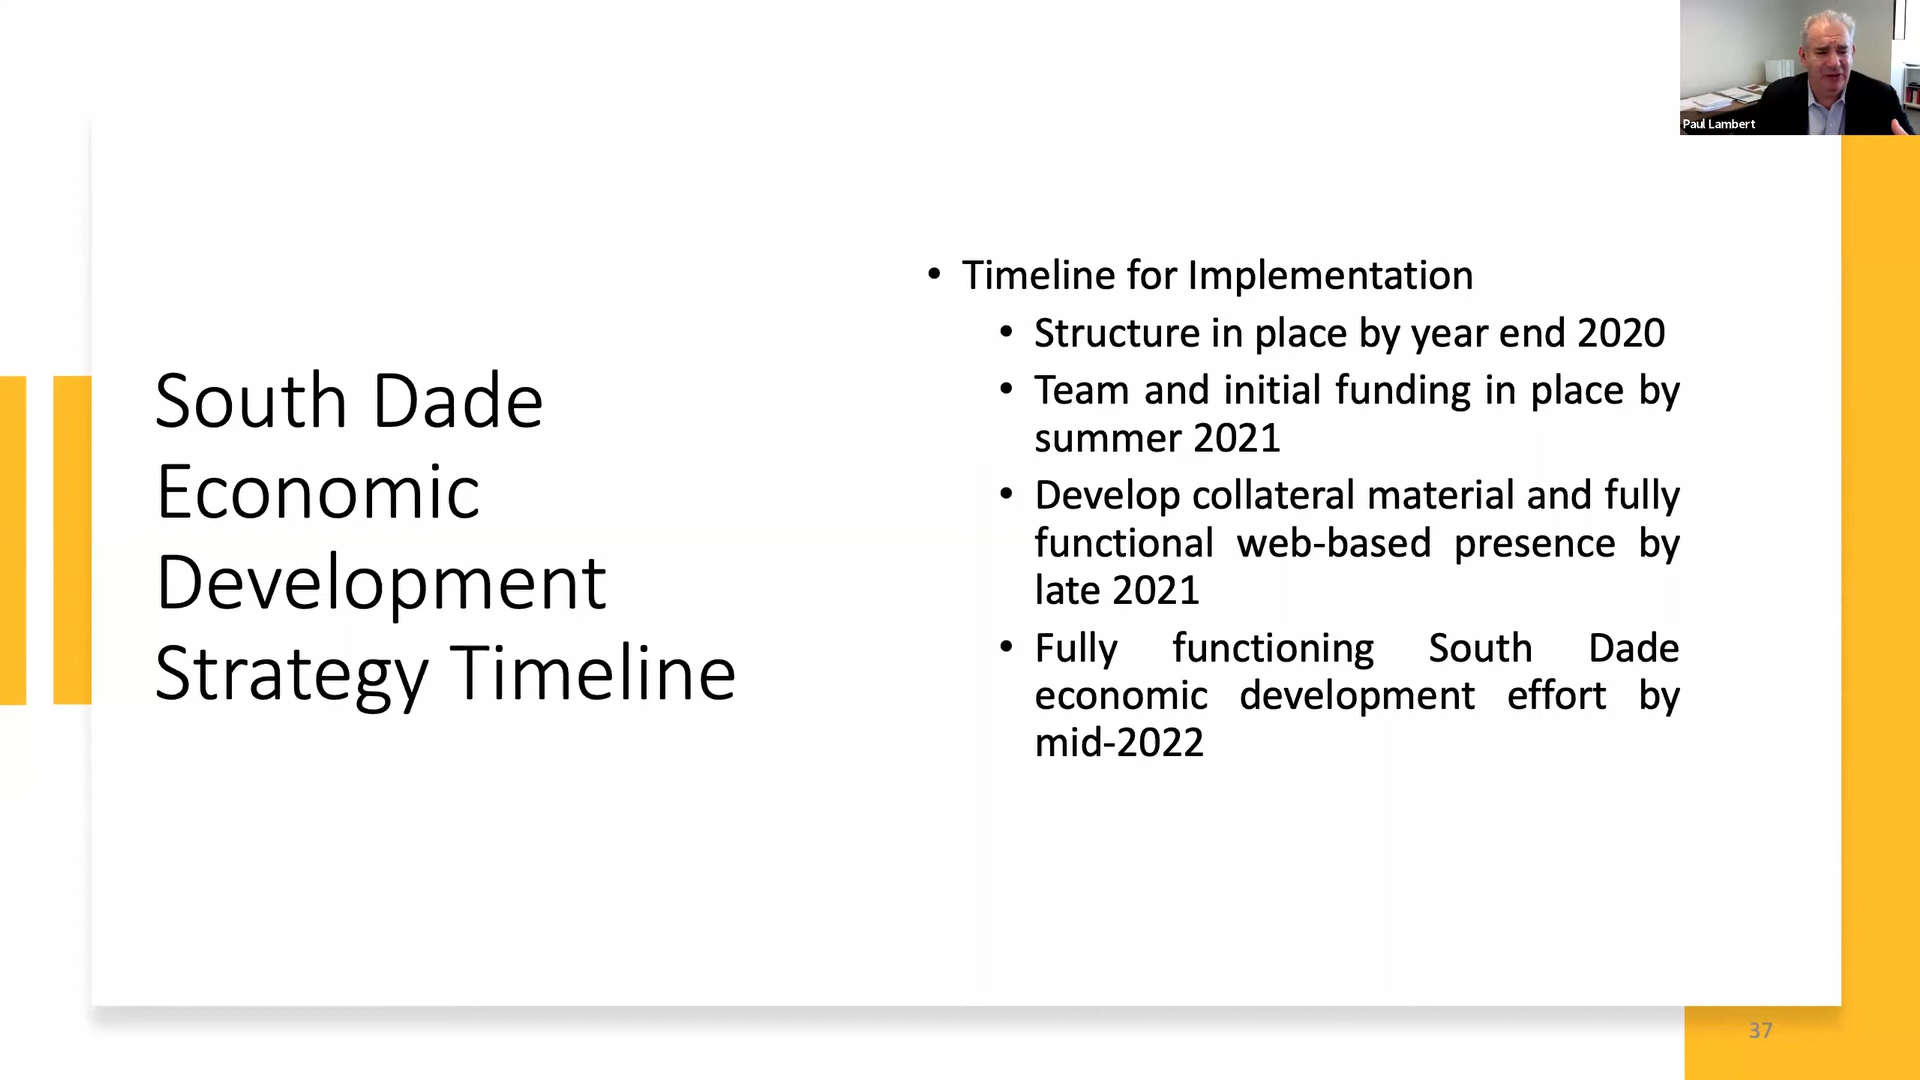 Paul Lambert
South Dade
Economic
Development
Strategy Timeline
• Timeline for Implementation
• Structure in place by year end 2020
• Team and initial funding in place by
summer 2021
• Develop collateral material and fully
functional web-based presence by
late 2021
• Fully functioning South Dade
economic development effort by
mid-2022
37